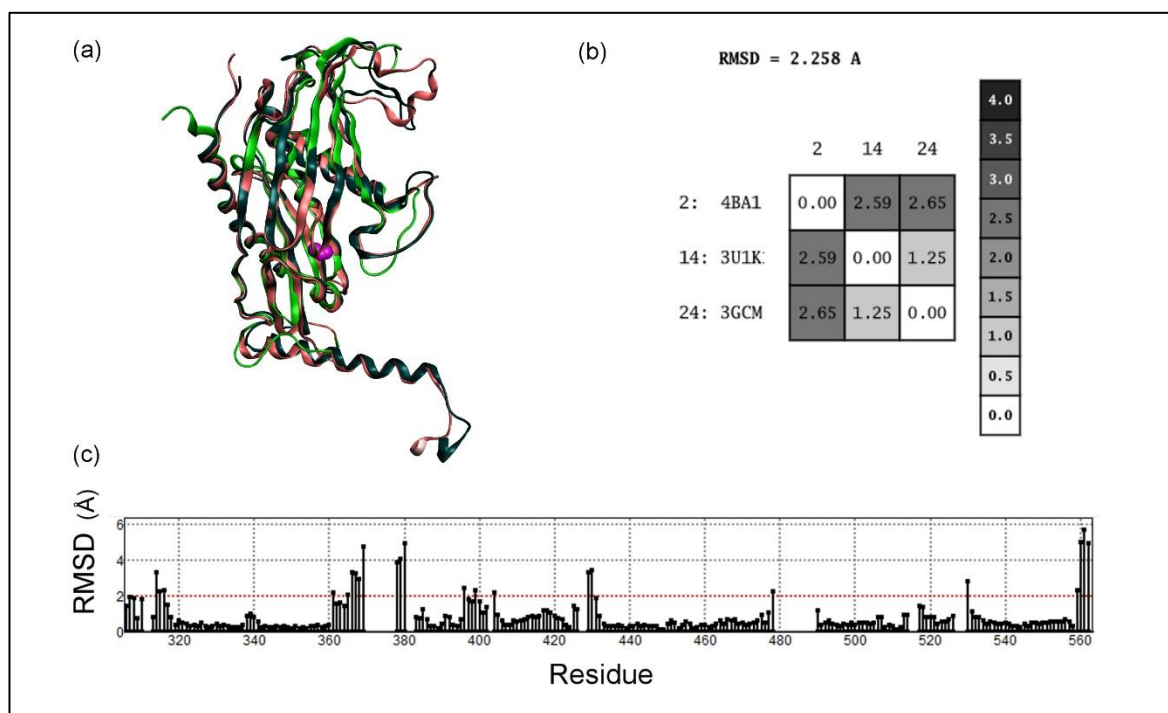 (a)
(b)
RMSD = 2.258 A
2 14 24
2: 4BA1 0.00 2.59 2.65
14: 3U1K 2.59 0.00 1.25
24: 3GCM 2.65 1.25 0.00
4.0
3.5
3.0
2.5
2.0
1.5
1.0
0.5
0.0
(c)
RMSD (Å)
6
4
2
0
320 340 360 380 400 420 440 460 480 500 520 540 560
Residue